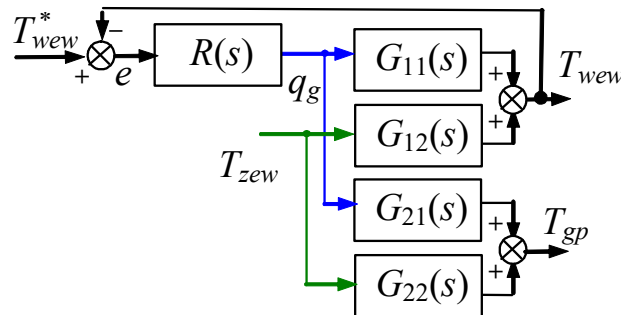 −
T*wew
+
e
R(s)
qg
G11(s)
+
Twew
G12(s)
+
Tzew
G21(s)
+
Tgp
G22(s)
+